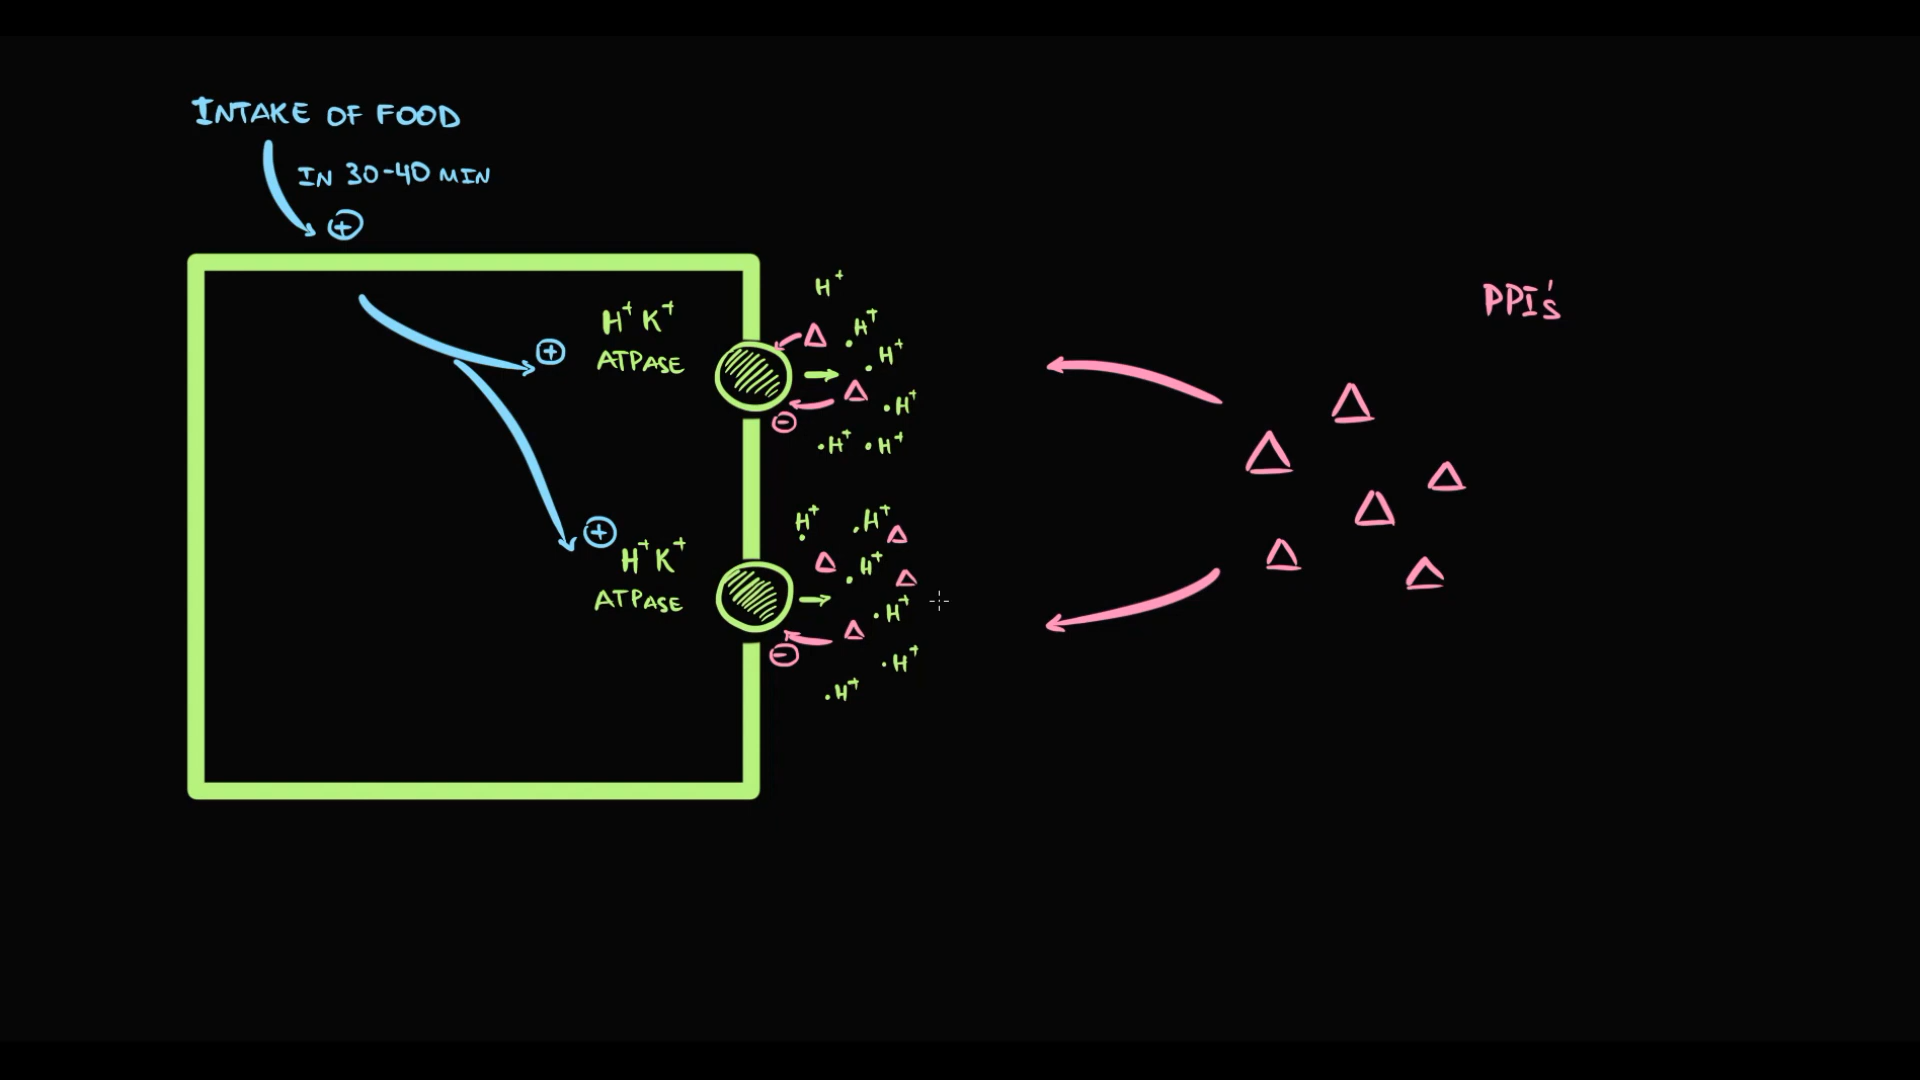 INTAKE OF FOOD
IN 30-40 MIN
+
H+
H+ K+
ATPASE
+
H+
H+
H+
H+
H+
-
PPI's
H+
H+
+
H+ K+
ATPASE
H+
H+
H+
H+
-